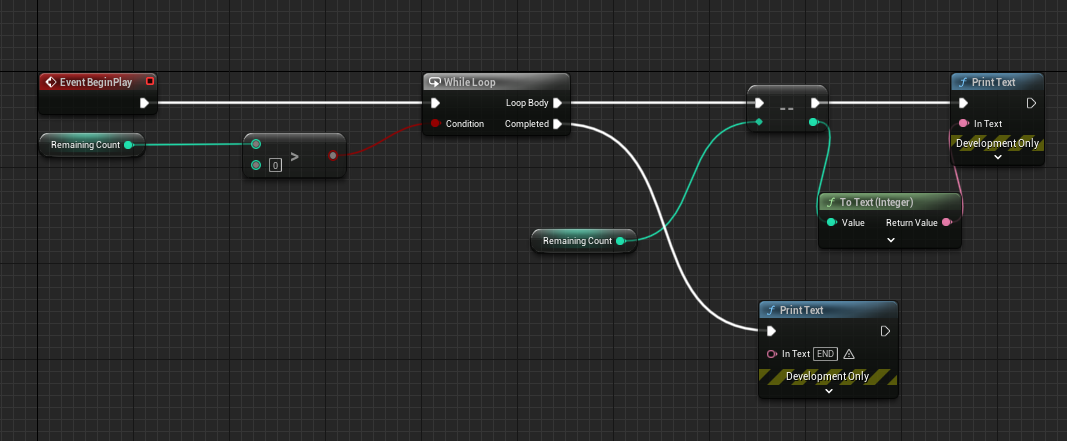 Event BeginPlay
Remaining Count
>
0
While Loop
Loop Body
Condition
Completed
Remaining Count
--
Print Text
In Text
Development Only
To Text (Integer)
Value
Return Value
Print Text
In Text END
Development Only